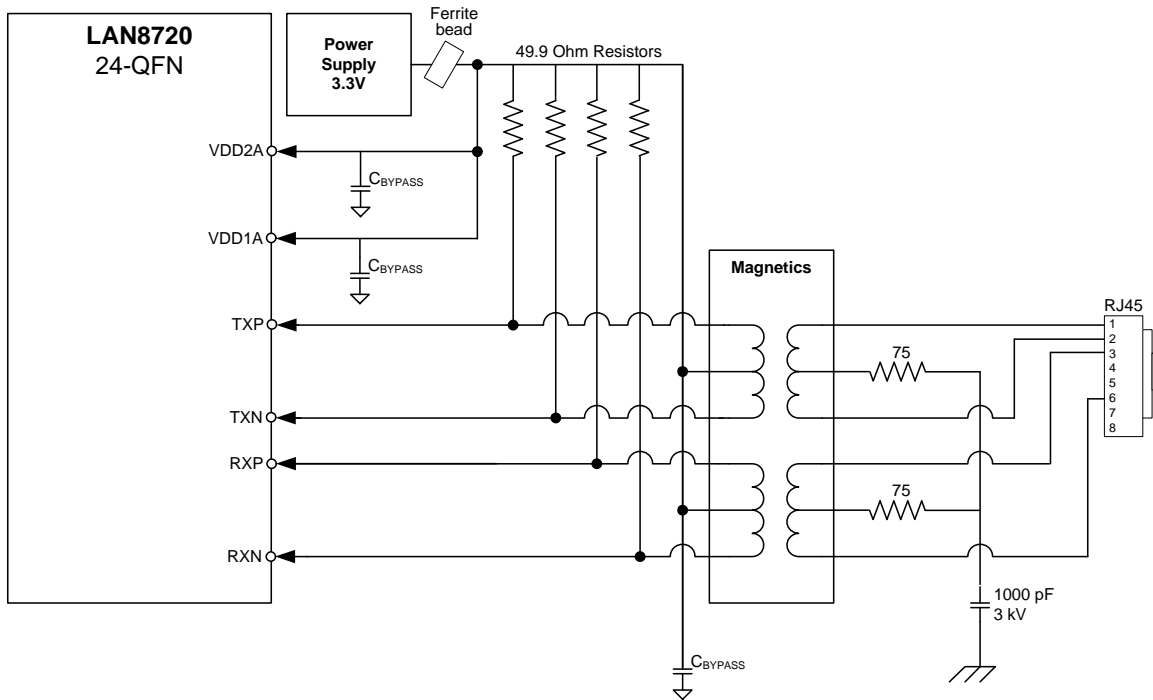 LAN8720
24-QFN
Power
Supply
3.3V
Ferrite
bead
49.9 Ohm Resistors
VDD2A
CBYPASS
VDD1A
CBYPASS
Magnetics
RJ45
TXP
1
2
3
4
5
6
7
8
75
TXN
RXP
75
RXN
1000 pF
3 kV
CBYPASS